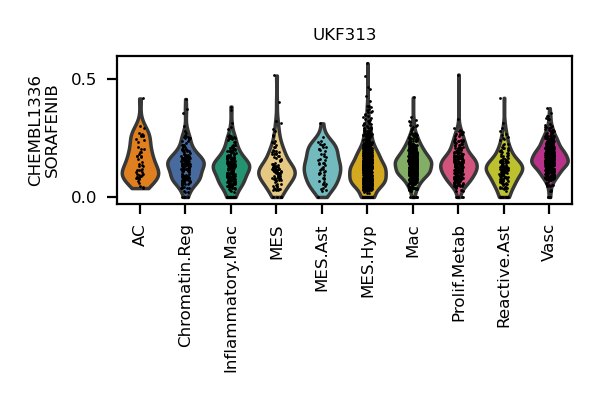 UKF313
CHEMBL1336
SORAFENIB
0.5
0.0
AC
Chromatin.Reg
Inflammatory.Mac
MES
MES.Ast
MES.Hyp
Mac
Prolif.Metab
Reactive.Ast
Vasc